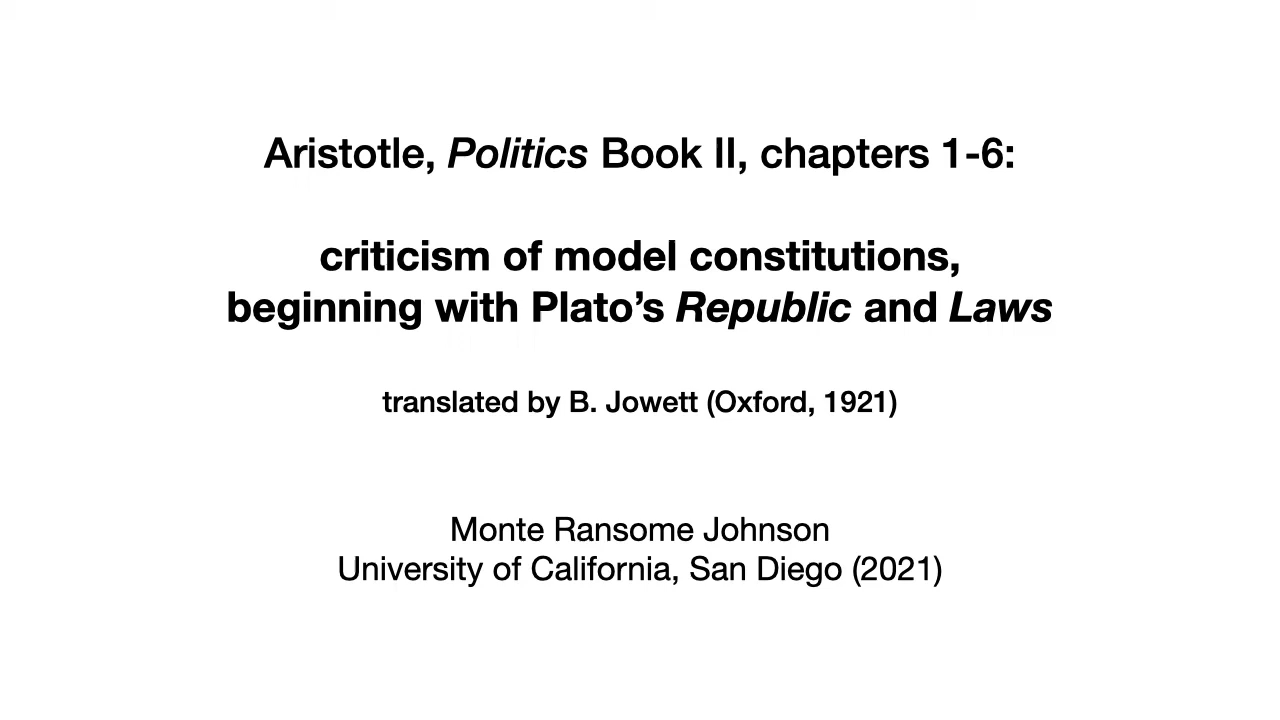 Aristotle, Politics Book II, chapters 1-6:
criticism of model constitutions,
beginning with Plato’s Republic and Laws
translated by B. Jowett (Oxford, 1921)
Monte Ransome Johnson
University of California, San Diego (2021)